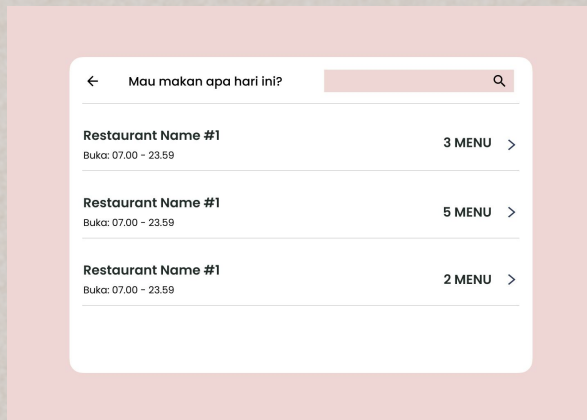 Mau makan apa hari ini?
Restaurant Name #1
Buka: 07.00 - 23.59
3 MENU
Restaurant Name #1
Buka: 07.00 - 23.59
5 MENU
Restaurant Name #1
Buka: 07.00 - 23.59
2 MENU